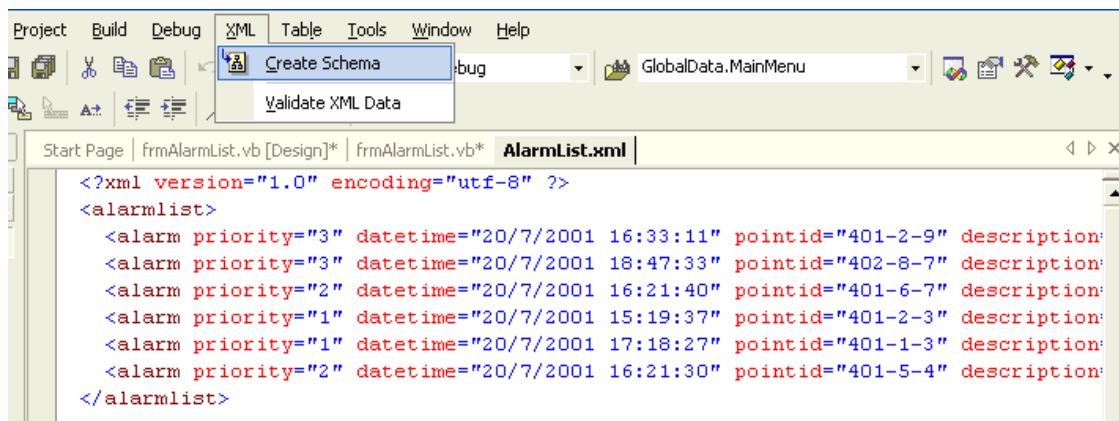 Project Build Debug XML Table Tools Window Help
Create Schema
bug
GlobalData.MainMenu
Validate XML Data
Start Page frmAlarmList.vb [Design]* frmAlarmList.vb* AlarmList.xml
<?xml version="1.0" encoding="utf-8" ?>
<alarmlist>
<alarm priority="3" datetime="20/7/2001 16:33:11" pointid="401-2-9" description
<alarm priority="3" datetime="20/7/2001 18:47:33" pointid="402-8-7" description
<alarm priority="2" datetime="20/7/2001 16:21:40" pointid="401-6-7" description
<alarm priority="1" datetime="20/7/2001 15:19:37" pointid="401-2-3" description
<alarm priority="1" datetime="20/7/2001 17:18:27" pointid="401-1-3" description
<alarm priority="2" datetime="20/7/2001 16:21:30" pointid="401-5-4" description
</alarmlist>